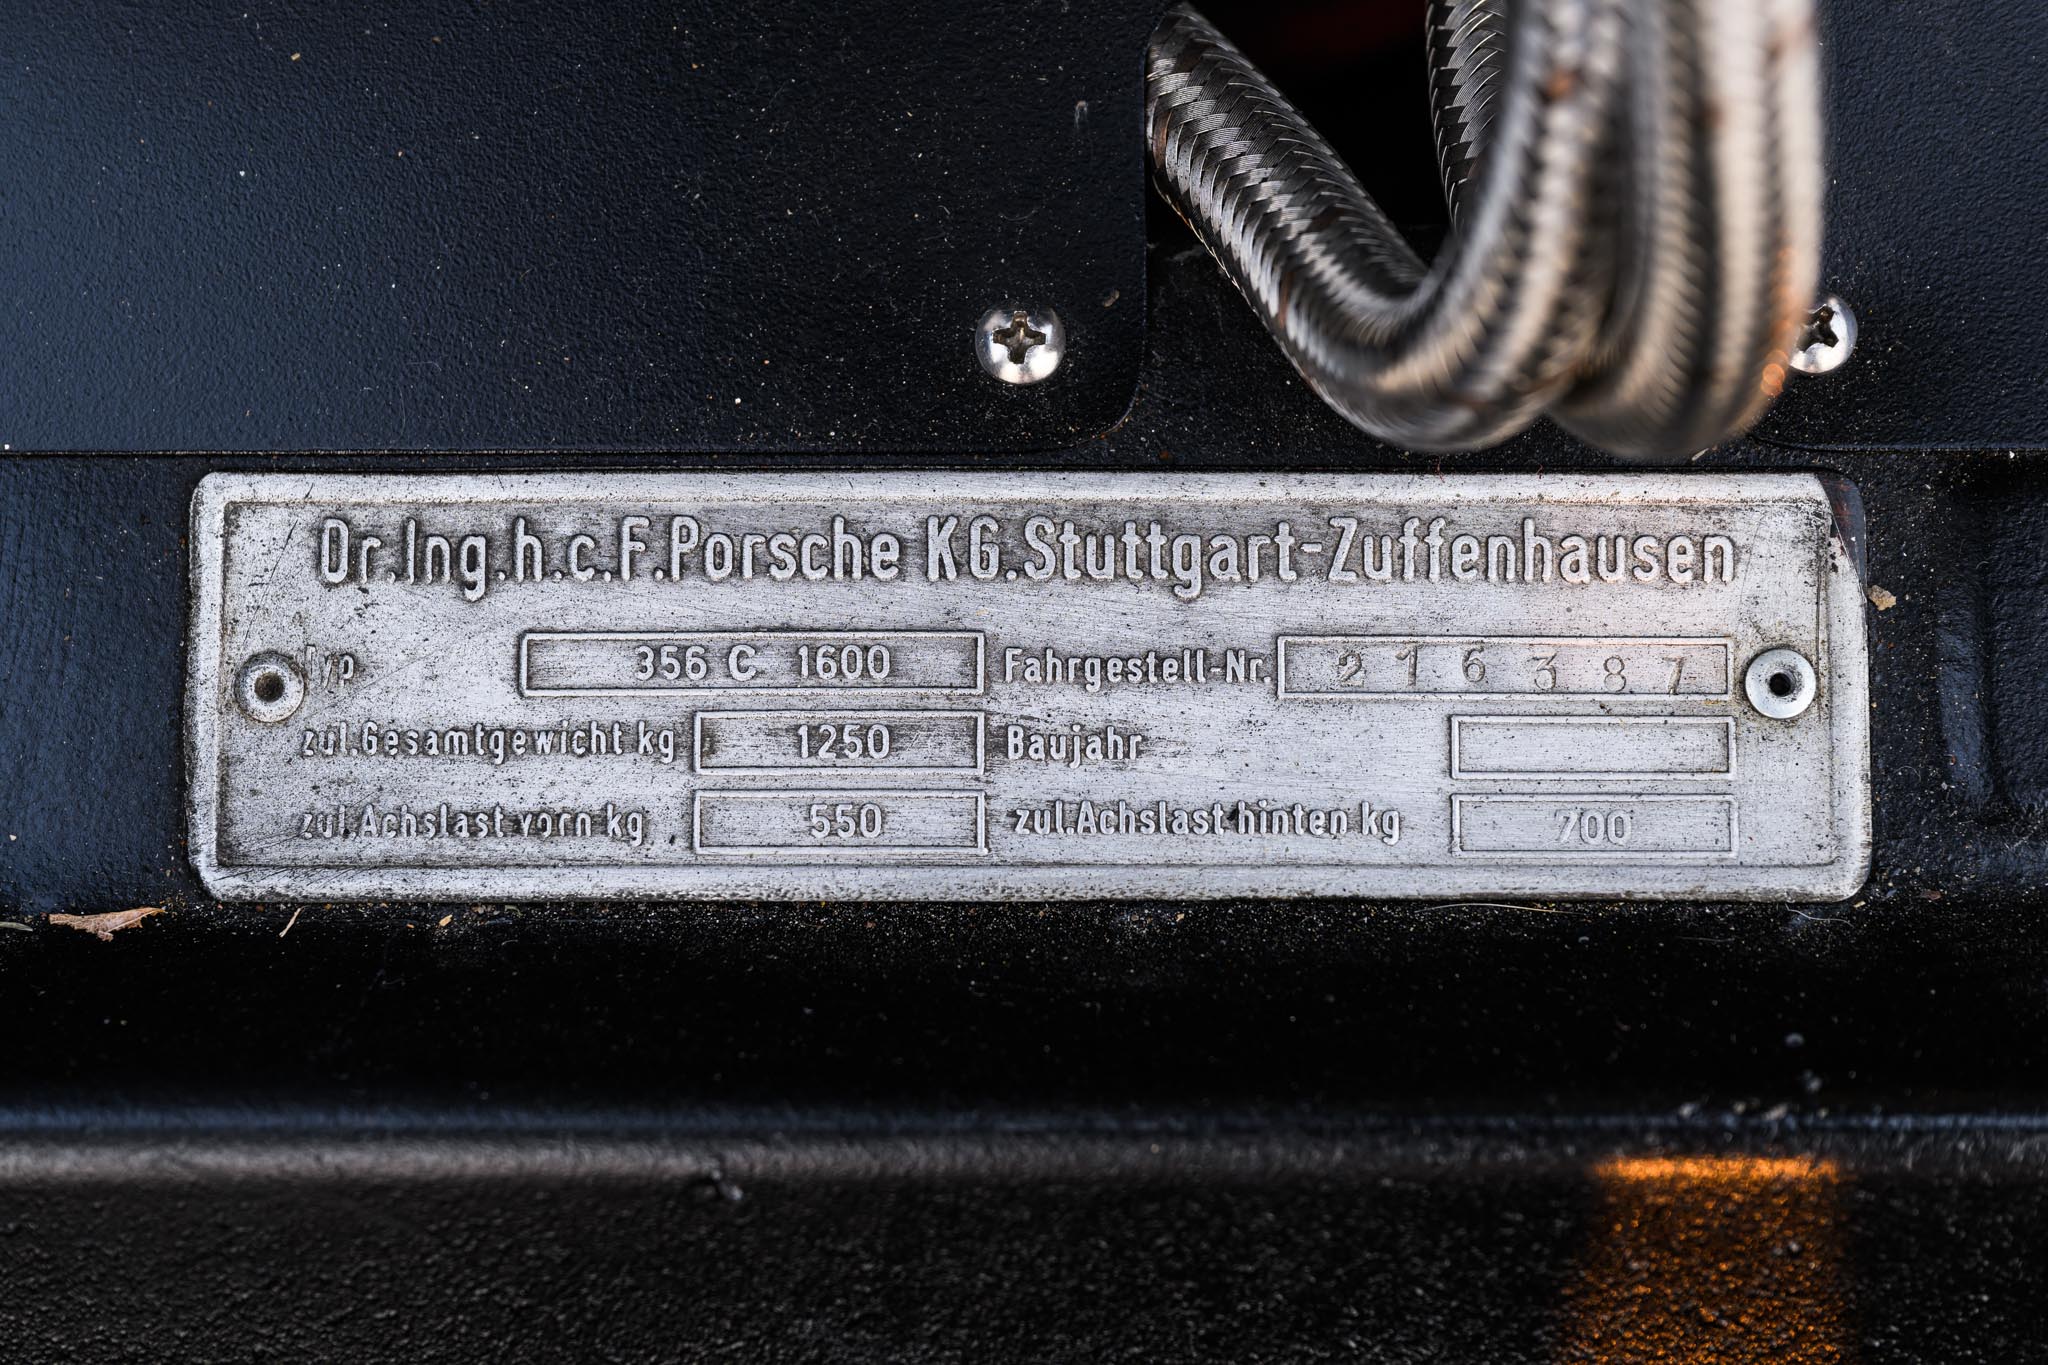 Dr.Ing.h.c.F.Porsche KG.Stuttgart-Zuffenhausen
Typ 356 C 1600 Fahrgestell-Nr. 216387
zul.Gesamtgewicht kg 1250 Baujahr
zul.Achslast vorn kg 550 zul.Achslast hinten kg 700